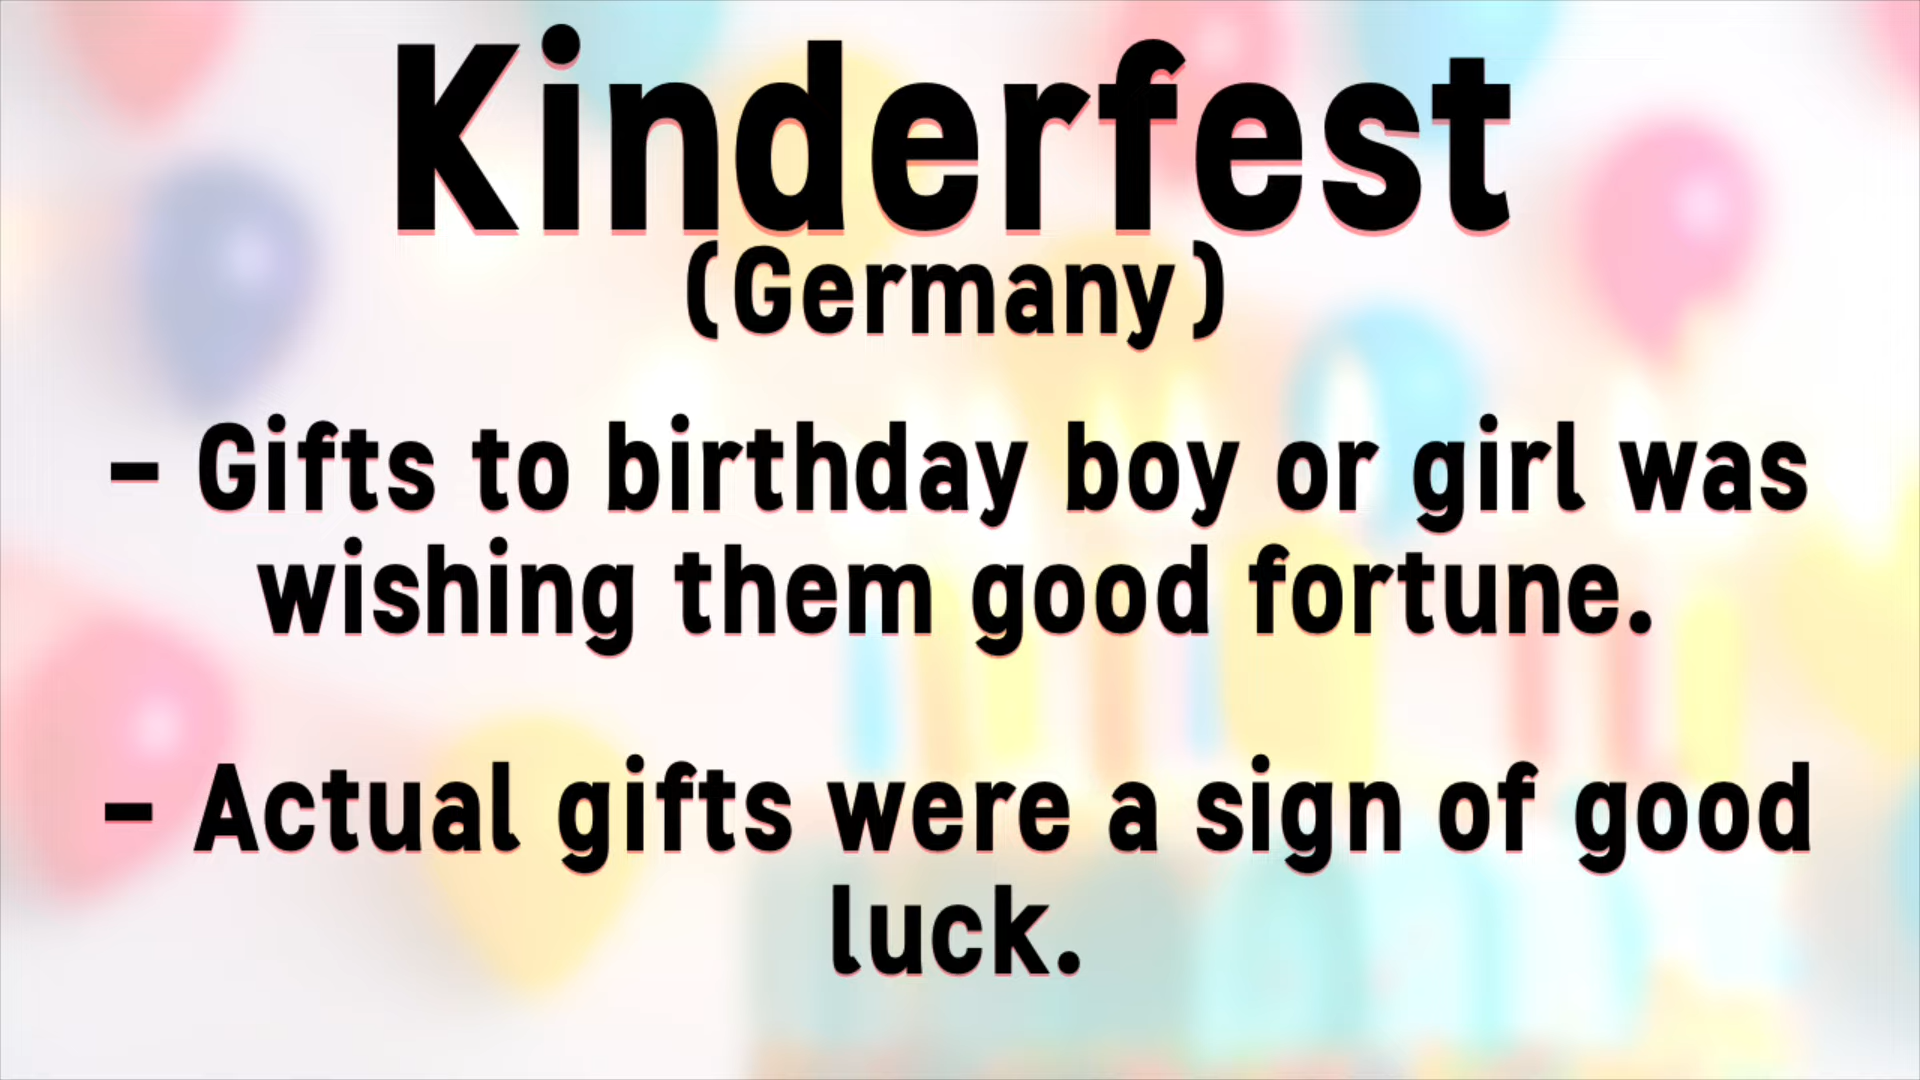 Kinderfest
(Germany)
- Gifts to birthday boy or girl was
wishing them good fortune.
- Actual gifts were a sign of good
luck.